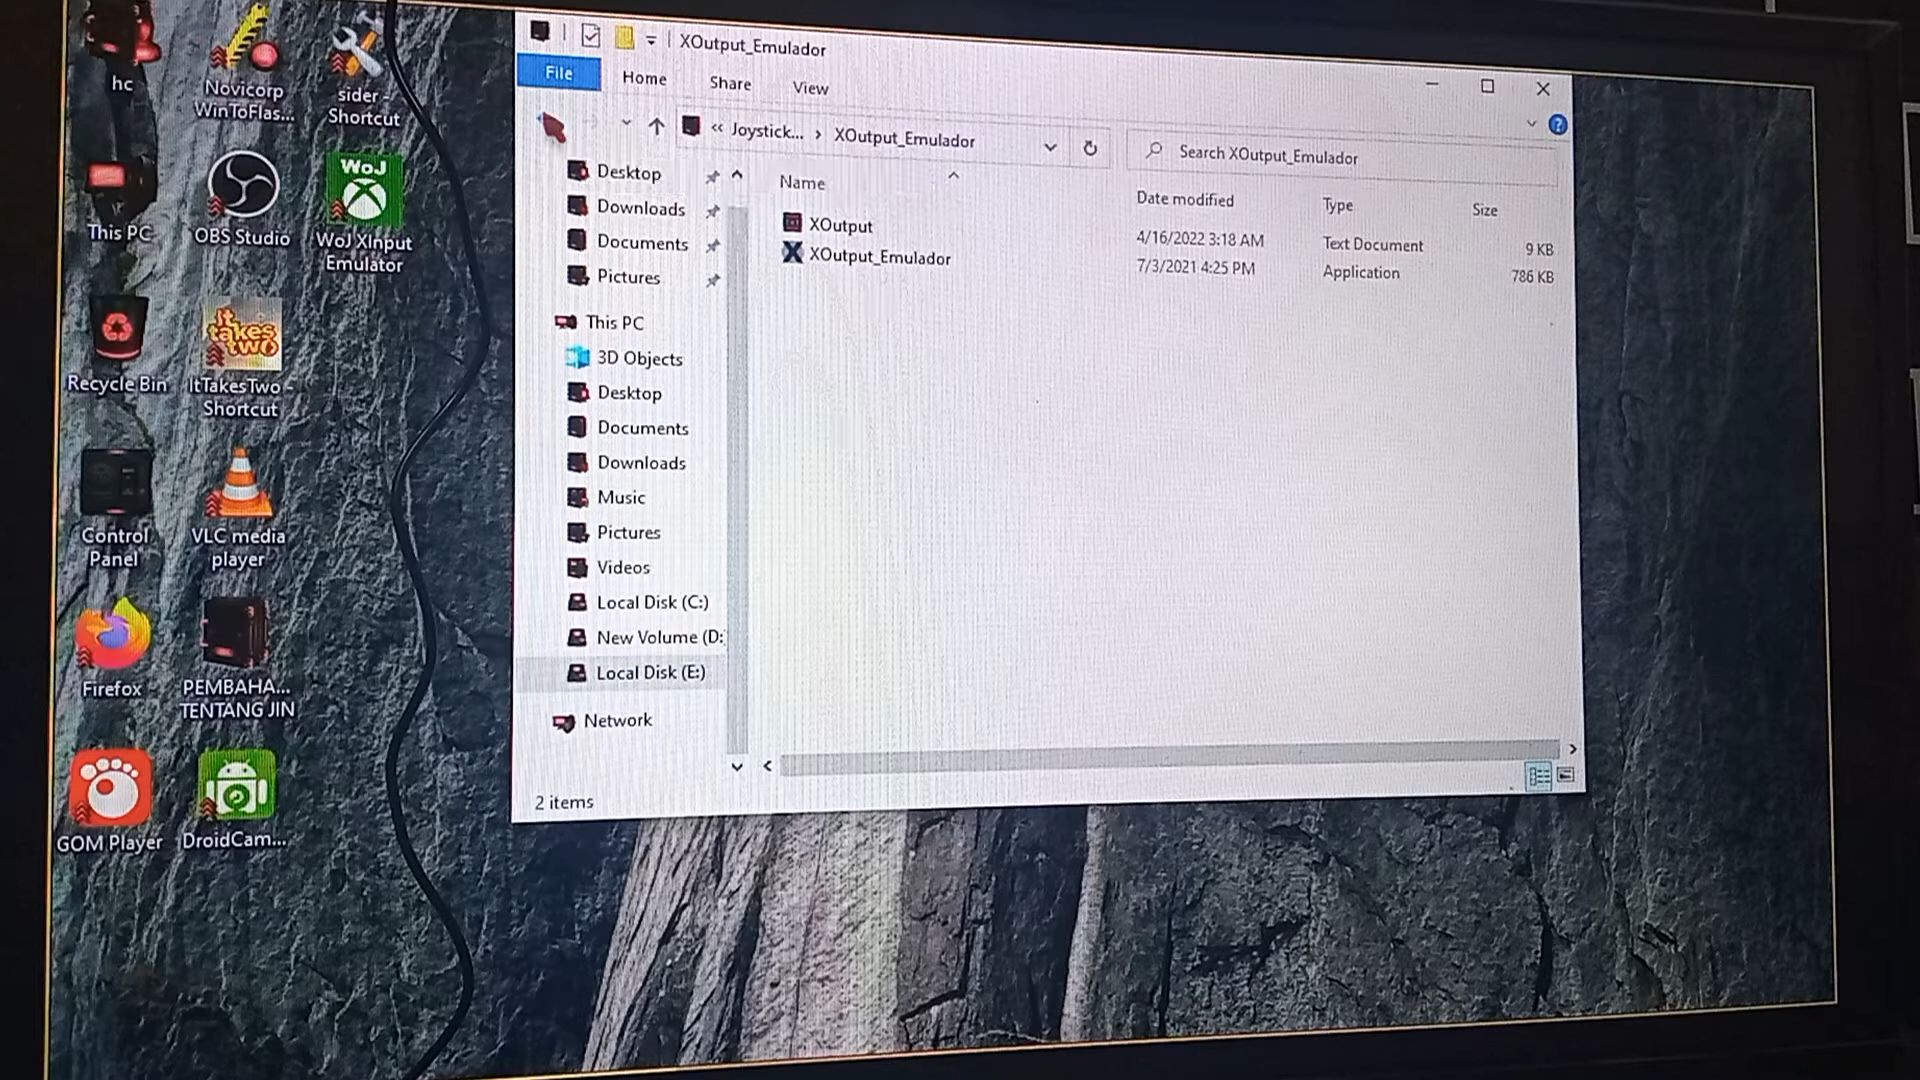 hc
Novicorp
WinToFlas...
sider -
Shortcut
This PC
OBS Studio
WoJ
WoJ XInput
Emulator
Recycle Bin
It
takes
two
ItTakesTwo -
Shortcut
Control
Panel
VLC media
player
Firefox
PEMBAHA...
TENTANG JIN
GOM Player
DroidCam...
XOutput_Emulador
File
Home
Share
View
« Joystick... › XOutput_Emulador
Search XOutput_Emulador
Desktop
Downloads
Documents
Pictures
This PC
3D Objects
Desktop
Documents
Downloads
Music
Pictures
Videos
Local Disk (C:)
New Volume (D:
Local Disk (E:)
Network
Name
Date modified
Type
Size
XOutput
4/16/2022 3:18 AM
Text Document
9 KB
XOutput_Emulador
7/3/2021 4:25 PM
Application
786 KB
2 items